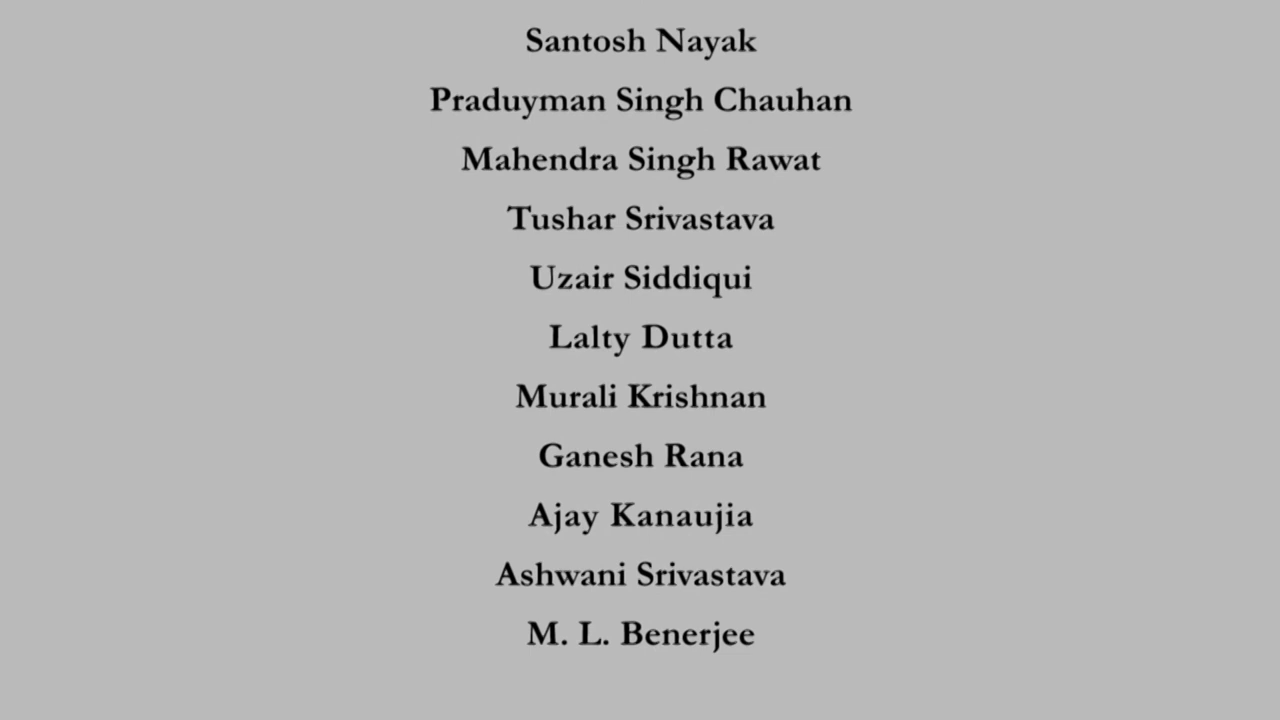 Santosh Nayak
Praduyman Singh Chauhan
Mahendra Singh Rawat
Tushar Srivastava
Uzair Siddiqui
Lalty Dutta
Murali Krishnan
Ganesh Rana
Ajay Kanaujia
Ashwani Srivastava
M. L. Benerjee